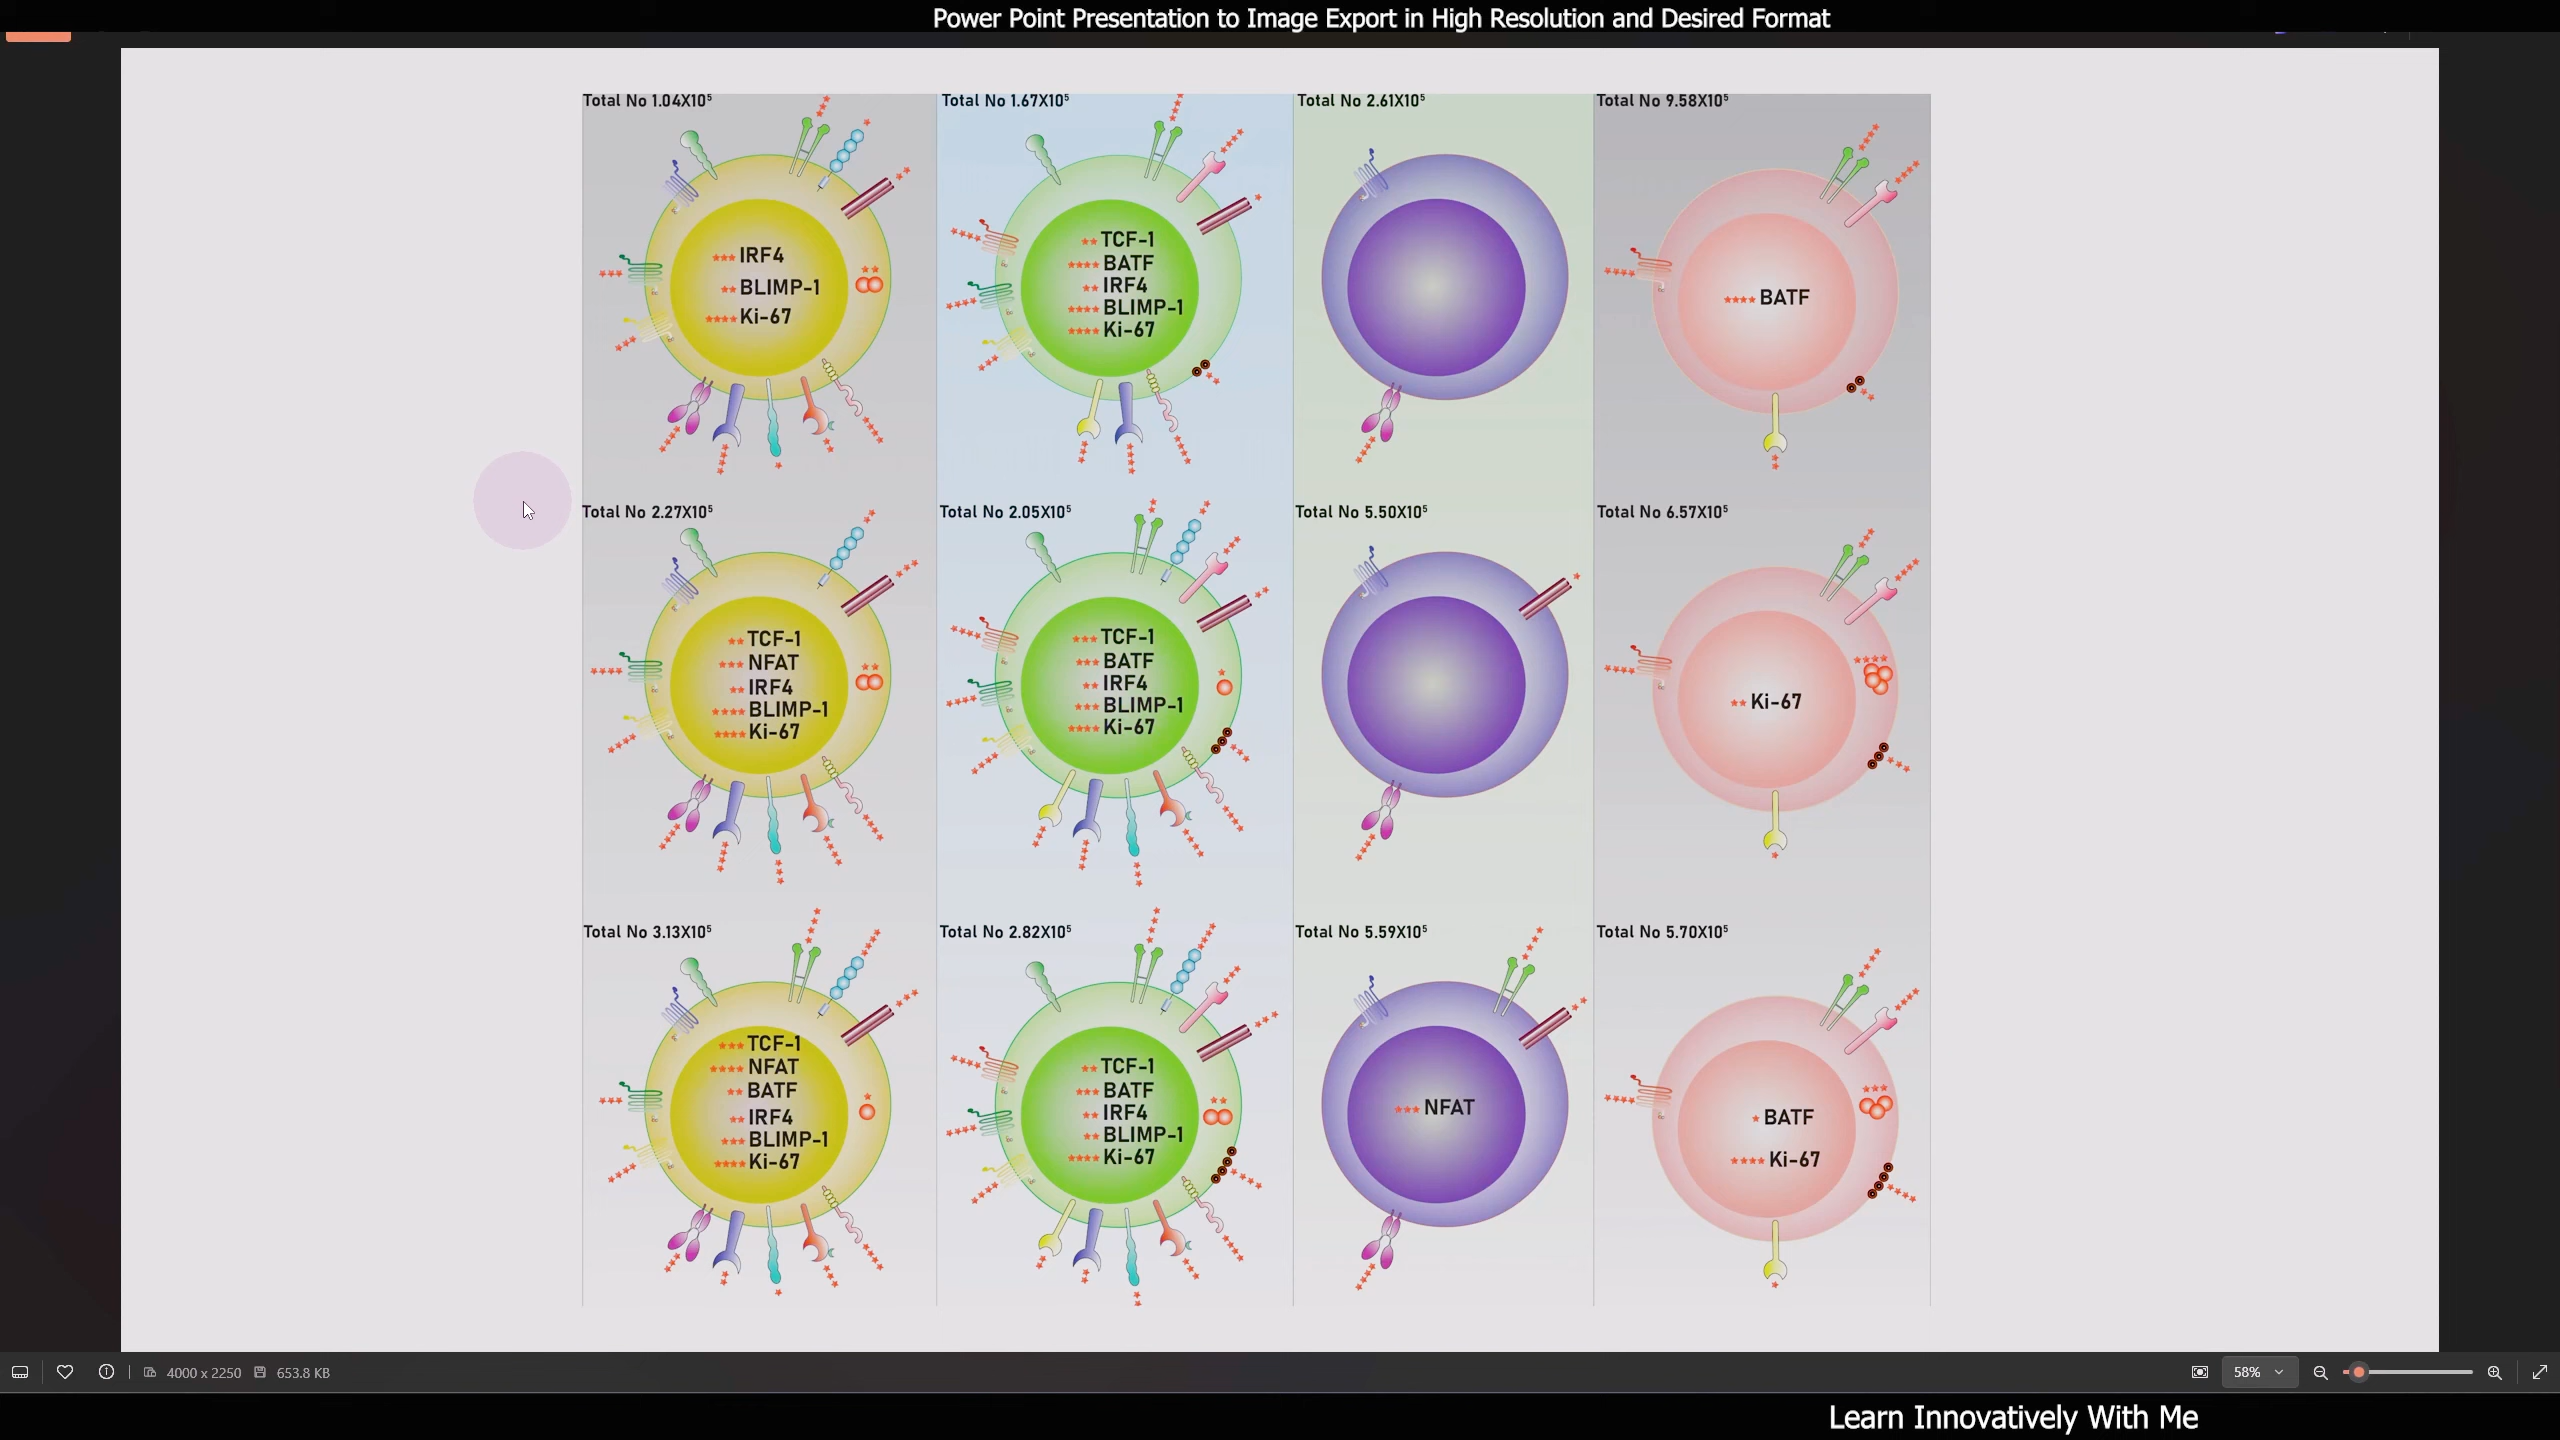 Power Point Presentation to Image Export in High Resolution and Desired Format
Total No 1.04X10⁵
IRF4
BLIMP-1
Ki-67
Total No 1.67X10⁵
TCF-1
BATF
IRF4
BLIMP-1
Ki-67
Total No 2.61X10⁵
Total No 9.58X10⁵
BATF
Total No 2.27X10⁵
TCF-1
NFAT
IRF4
BLIMP-1
Ki-67
Total No 2.05X10⁵
TCF-1
BATF
IRF4
BLIMP-1
Ki-67
Total No 5.50X10⁵
Total No 6.57X10⁵
Ki-67
Total No 3.13X10⁵
TCF-1
NFAT
BATF
IRF4
BLIMP-1
Ki-67
Total No 2.82X10⁵
TCF-1
BATF
IRF4
BLIMP-1
Ki-67
Total No 5.59X10⁵
NFAT
Total No 5.70X10⁵
BATF
Ki-67
4000 x 2250
653.8 KB
58%
Learn Innovatively With Me